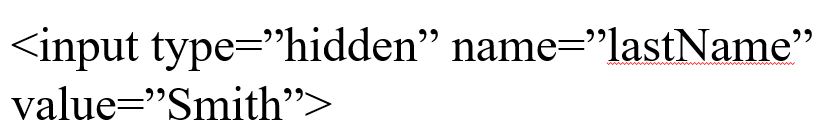 <input type=”hidden” name=”lastName”
value=”Smith”>